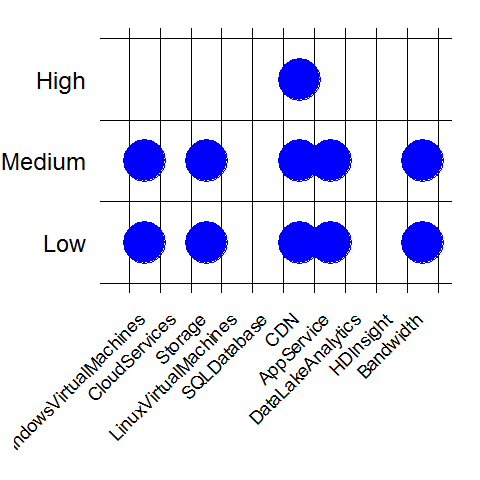 High
Medium
Low
ndowsVirtualMachines
CloudServices
Storage
LinuxVirtualMachines
SQLDatabase
CDN
AppService
DataLakeAnalytics
HDInsight
Bandwidth